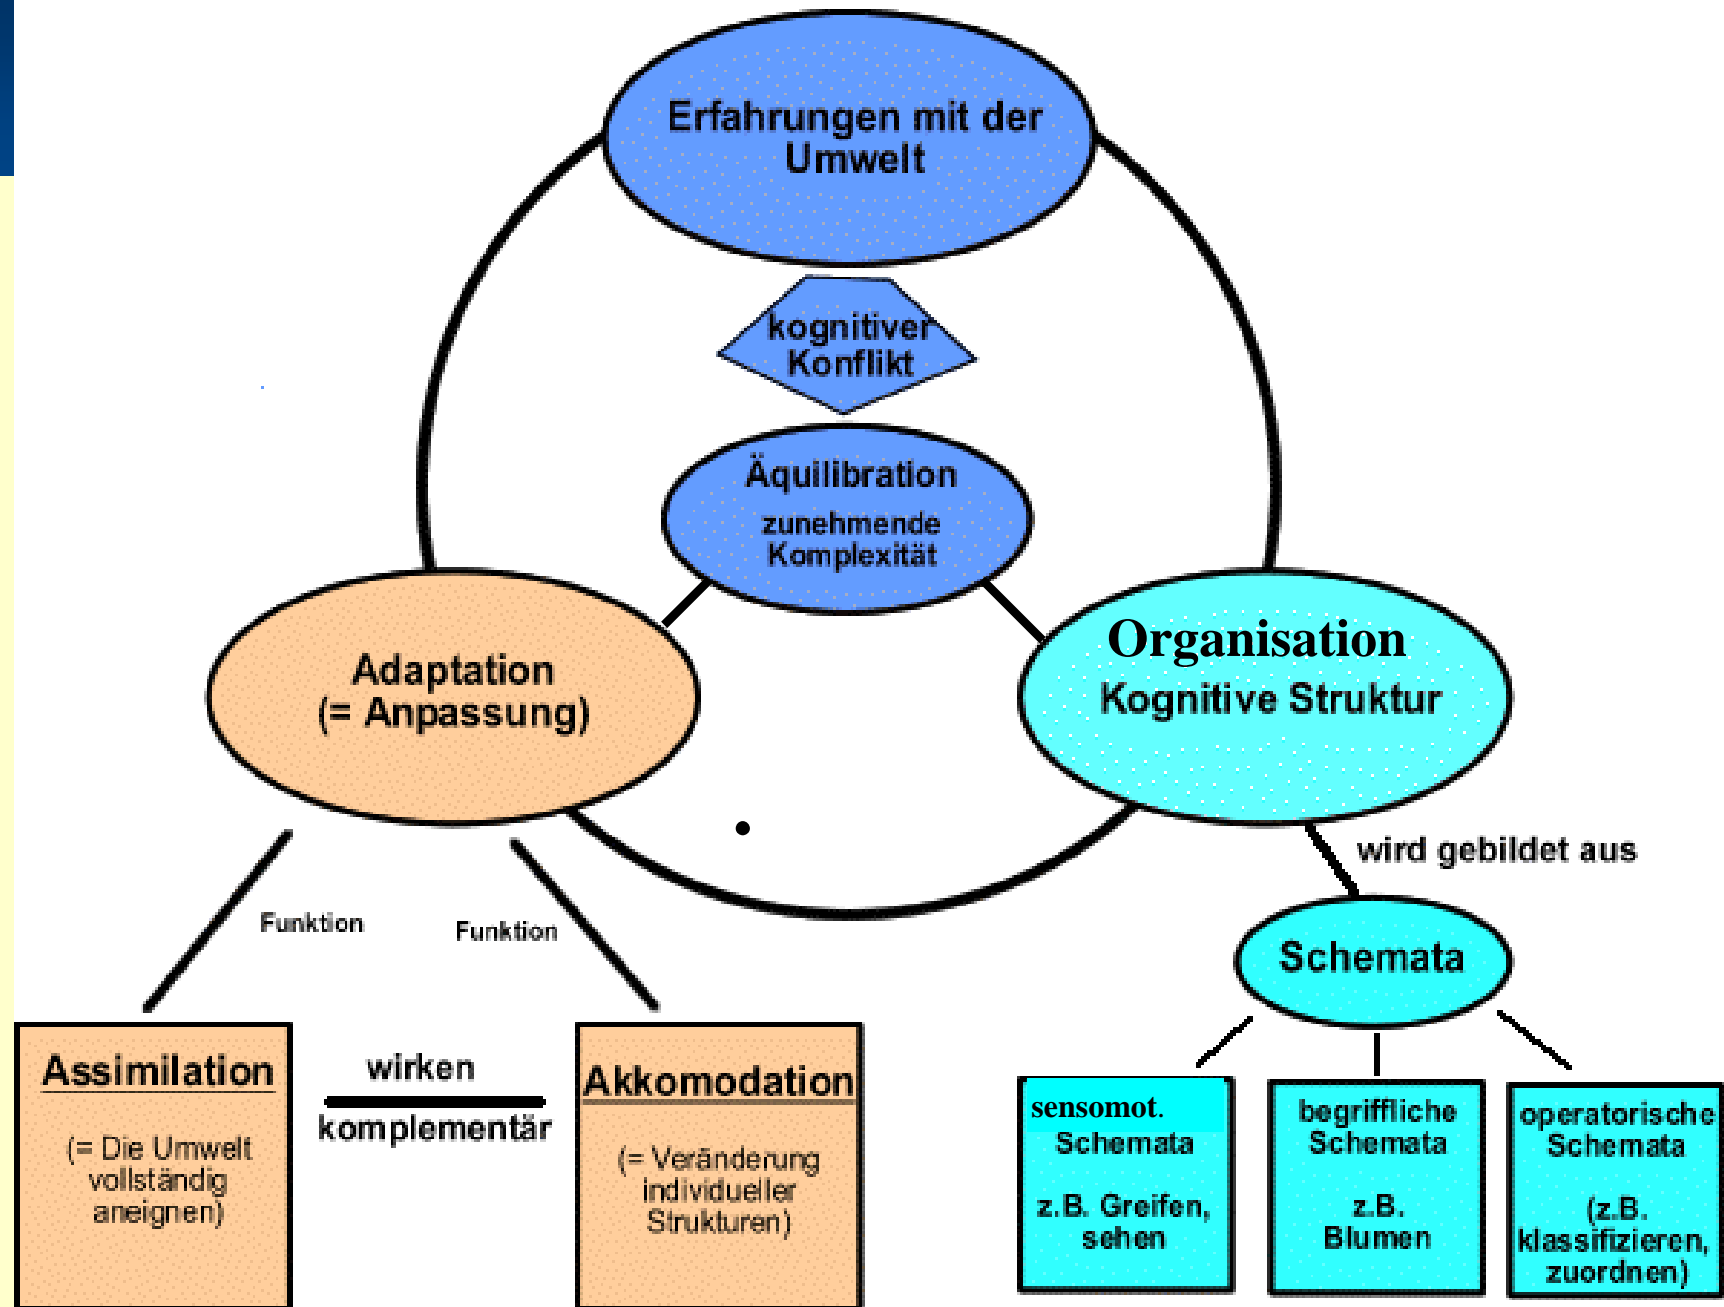 Erfahrungen mit der
Umwelt
kognitiver
Konflikt
Äquilibration
zunehmende
Komplexität
Adaptation
(= Anpassung)
Organisation
Kognitive Struktur
wird gebildet aus
Funktion
Funktion
Schemata
Assimilation
(= Die Umwelt
vollständig
aneignen)
wirken
komplementär
Akkomodation
(= Veränderung
individueller
Strukturen)
sensomot.
Schemata
z.B. Greifen,
sehen
begriffliche
Schemata
z.B.
Blumen
operatorische
Schemata
(z.B.
klassifizieren,
zuordnen)